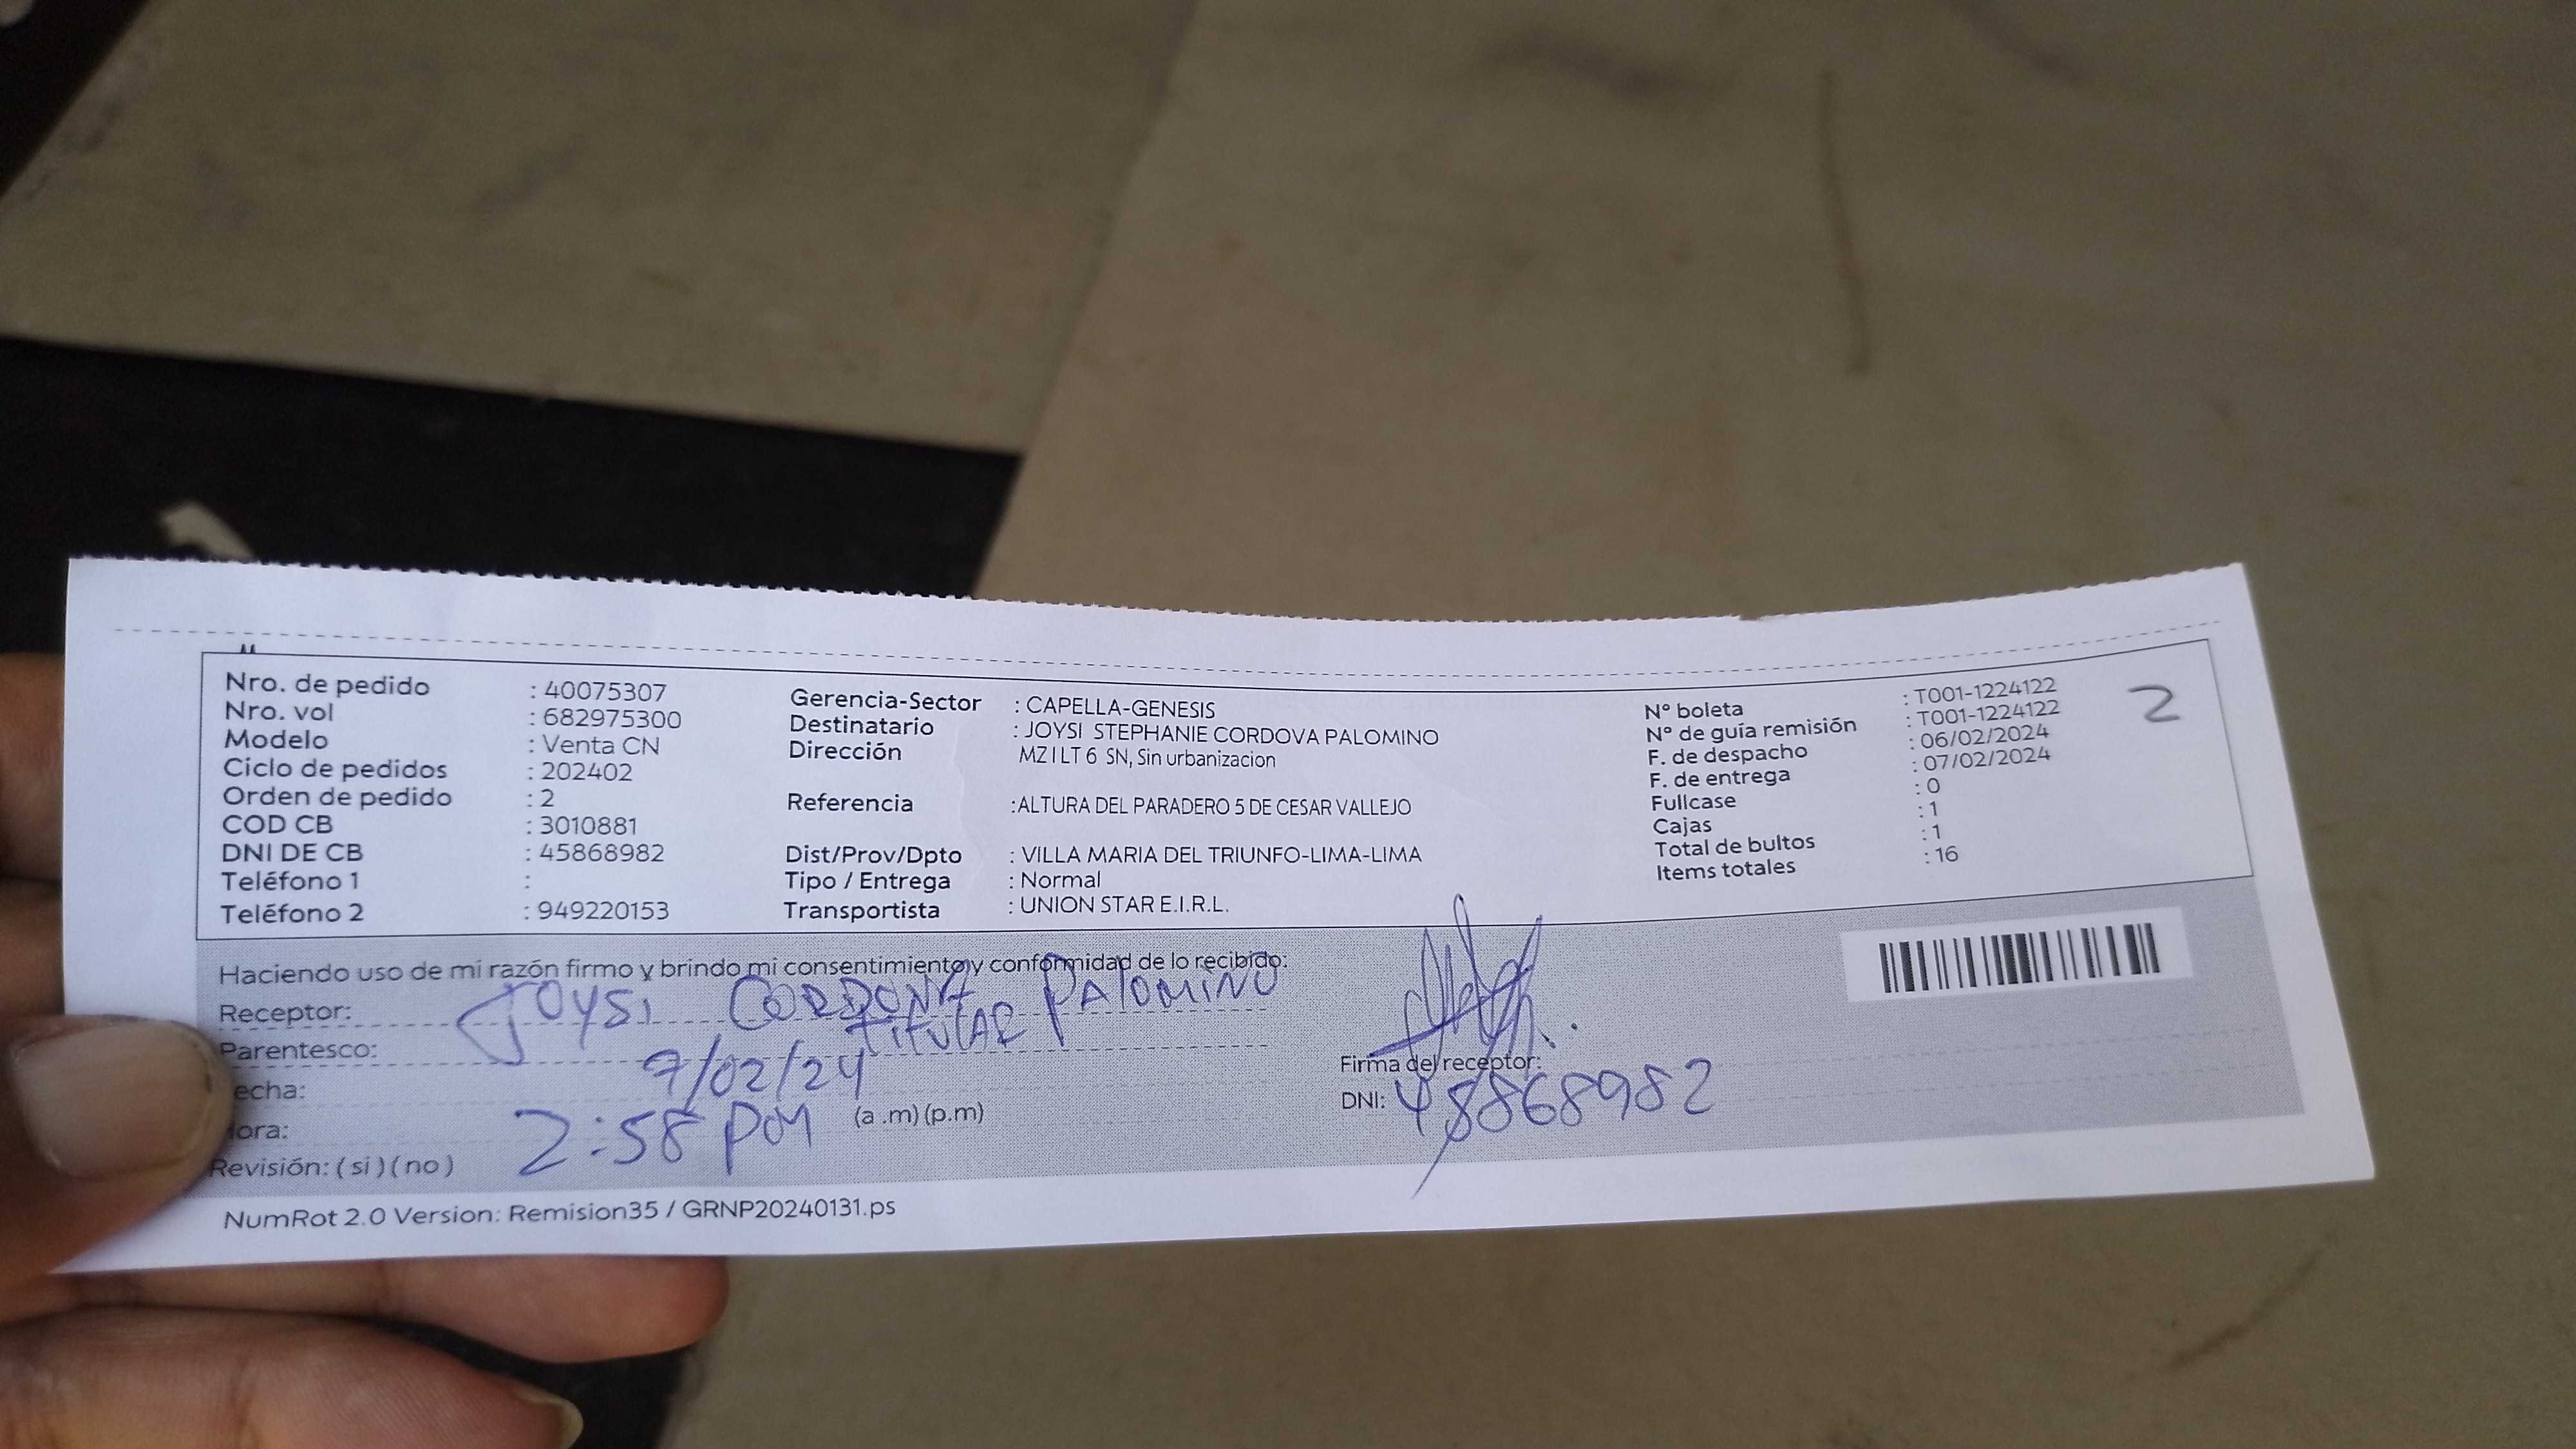 Nro. de pedido : 40075307
Nro. vol : 682975300
Modelo : Venta CN
Ciclo de pedidos : 202402
Orden de pedido : 2
COD CB : 3010881
DNI DE CB : 45868982
Teléfono 1 :
Teléfono 2 : 949220153
Gerencia-Sector : CAPELLA-GENESIS
Destinatario : JOYSI STEPHANIE CORDOVA PALOMINO
Dirección MZ I LT 6 SN, Sin urbanizacion
Referencia :ALTURA DEL PARADERO 5 DE CESAR VALLEJO
Dist/Prov/Dpto : VILLA MARIA DEL TRIUNFO-LIMA-LIMA
Tipo / Entrega : Normal
Transportista : UNION STAR E.I.R.L.
N° boleta : T001-1224122
N° de guía remisión : T001-1224122
F. de despacho : 06/02/2024
F. de entrega : 07/02/2024
Fullcase : 0
Cajas : 1
Total de bultos : 1
Items totales : 16
2
Haciendo uso de mi razón firmo y brindo mi consentimiento y conformidad de lo recibido:
Receptor: JOYSI CORDOVA PALOMINO
Parentesco: TITULAR
echa: 7/02/24
ora: 2:58 pm (a .m) (p.m)
Revisión: ( si ) ( no )
Firma del receptor:
DNI: 45868982
NumRot 2.0 Version: Remision35 / GRNP20240131.ps